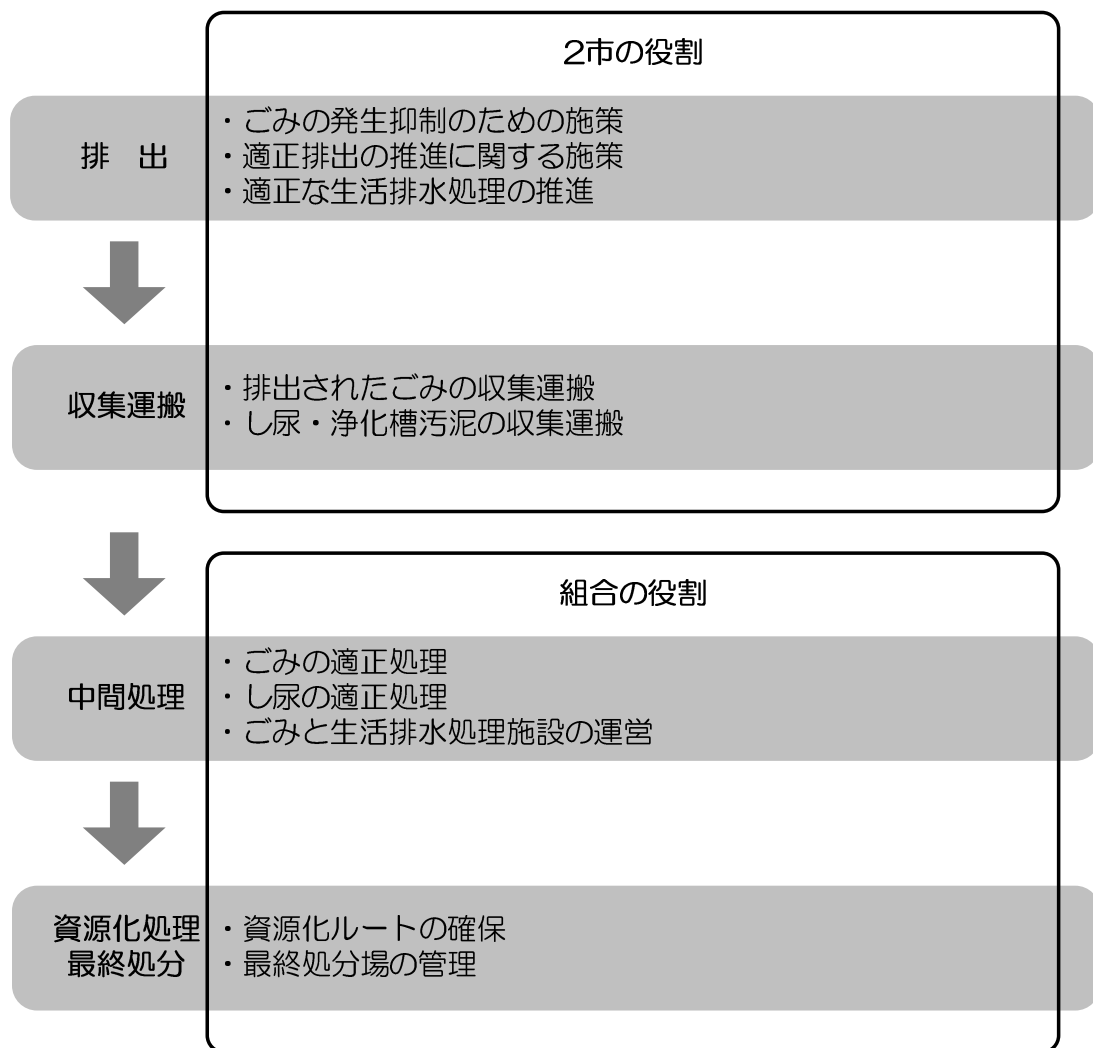 2市の役割
排　出
・ごみの発生抑制のための施策
・適正排出の推進に関する施策
・適正な生活排水処理の推進
収集運搬
・排出されたごみの収集運搬
・し尿・浄化槽汚泥の収集運搬
組合の役割
中間処理
・ごみの適正処理
・し尿の適正処理
・ごみと生活排水処理施設の運営
資源化処理
最終処分
・資源化ルートの確保
・最終処分場の管理